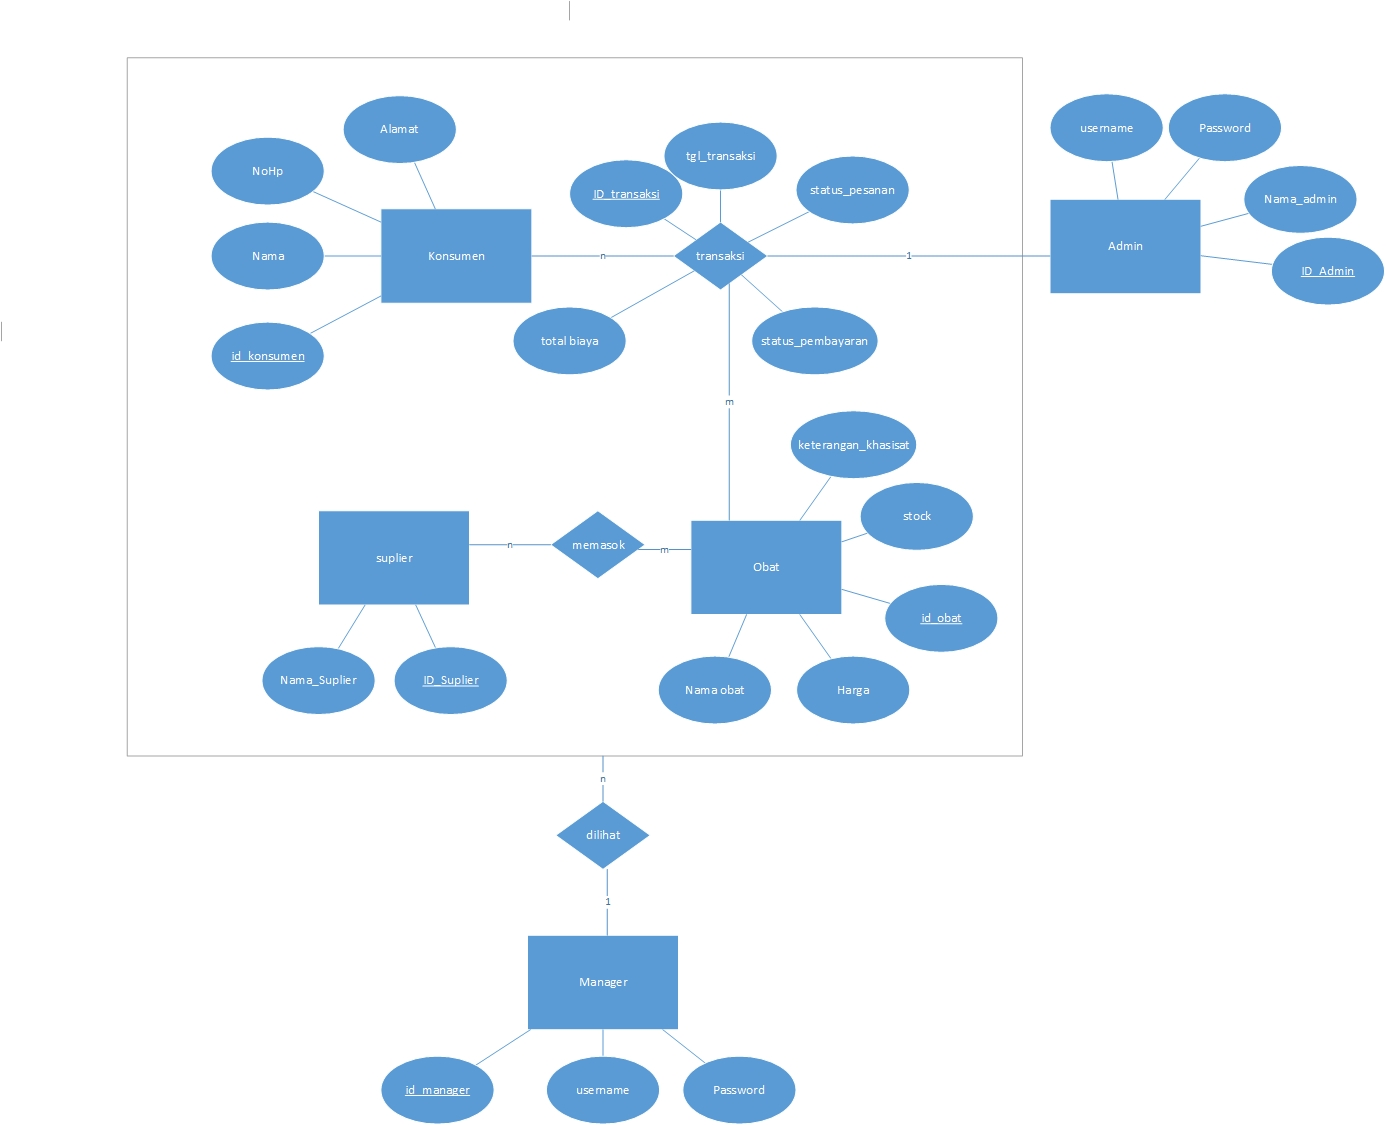 Alamat
NoHp
Nama
id_konsumen
Konsumen
n
ID_transaksi
tgl_transaksi
status_pesanan
transaksi
total biaya
status_pembayaran
1
username
Password
Nama_admin
ID_Admin
Admin
m
keterangan_khasisat
stock
id_obat
Obat
Nama obat
Harga
suplier
n
memasok
m
Nama_Suplier
ID_Suplier
n
dilihat
1
Manager
id_manager
username
Password